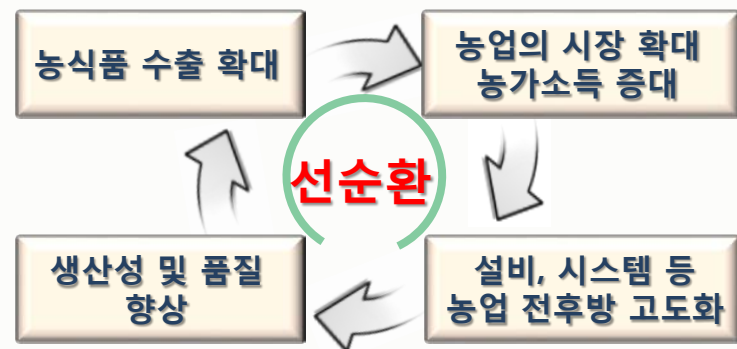 농식품 수출 확대
농업의 시장 확대
농가소득 증대
선순환
생산성 및 품질
향상
설비, 시스템 등
농업 전후방 고도화